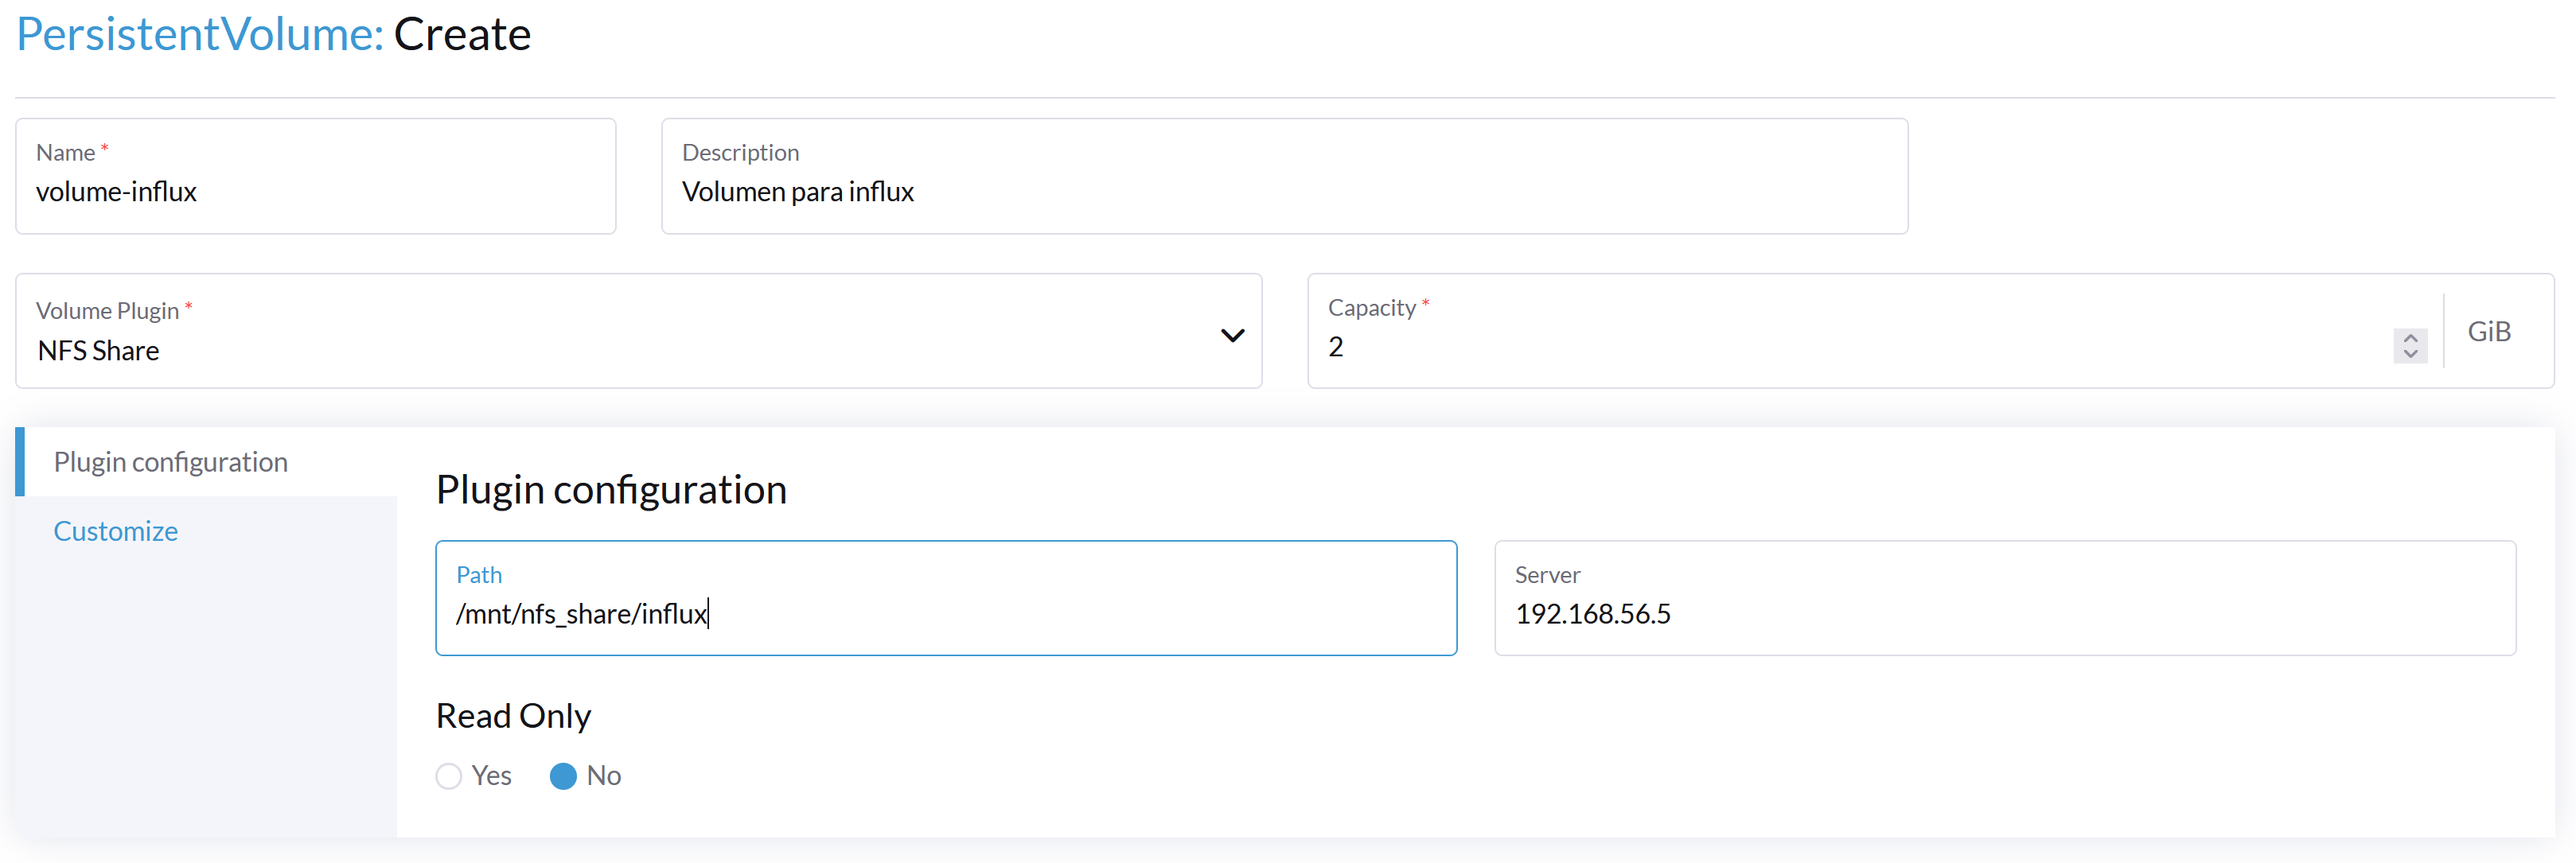 PersistentVolume: Create
Name *
volume-influx
Description
Volumen para influx
Volume Plugin *
NFS Share
Capacity *
2
GiB
Plugin configuration
Customize
Plugin configuration
Path
/mnt/nfs_share/influx
Server
192.168.56.5
Read Only
Yes
No